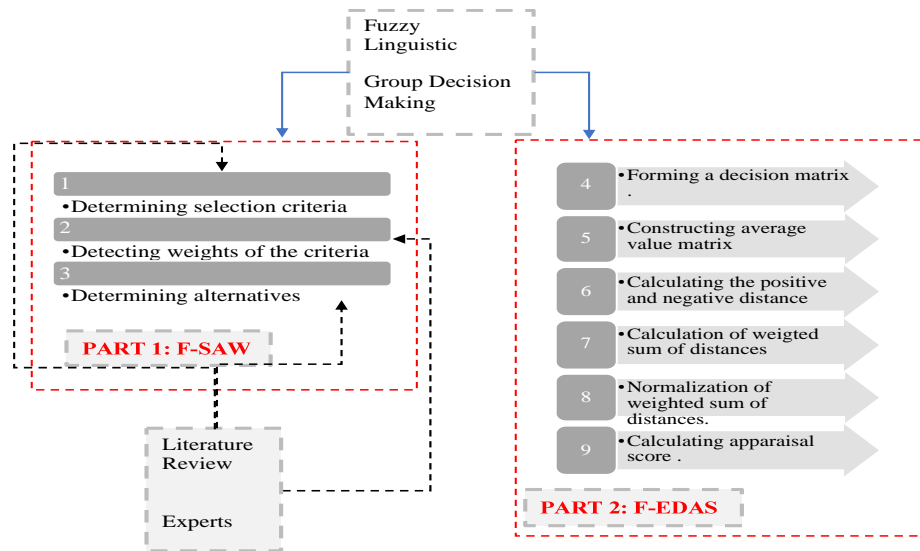 Fuzzy
Linguistic
Group Decision
Making
1
•Determining selection criteria
2
•Detecting weights of the criteria
3
•Determining alternatives
PART 1: F-SAW
Literature
Review
Experts
4
•Forming a decision matrix
.
5
•Constructing average
value matrix
6
•Calculating the positive
and negative distance
7
•Calculation of weigted
sum of distances
8
•Normalization of
weighted sum of
distances.
9
•Calculating apparaisal
score .
PART 2: F-EDAS